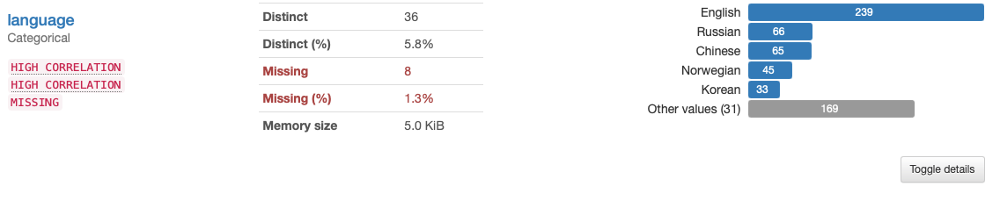 language
Categorical
HIGH CORRELATION
HIGH CORRELATION
MISSING
Distinct 36
Distinct (%) 5.8%
Missing 8
Missing (%) 1.3%
Memory size 5.0 KiB
English 239
Russian 66
Chinese 65
Norwegian 45
Korean 33
Other values (31) 169
Toggle details